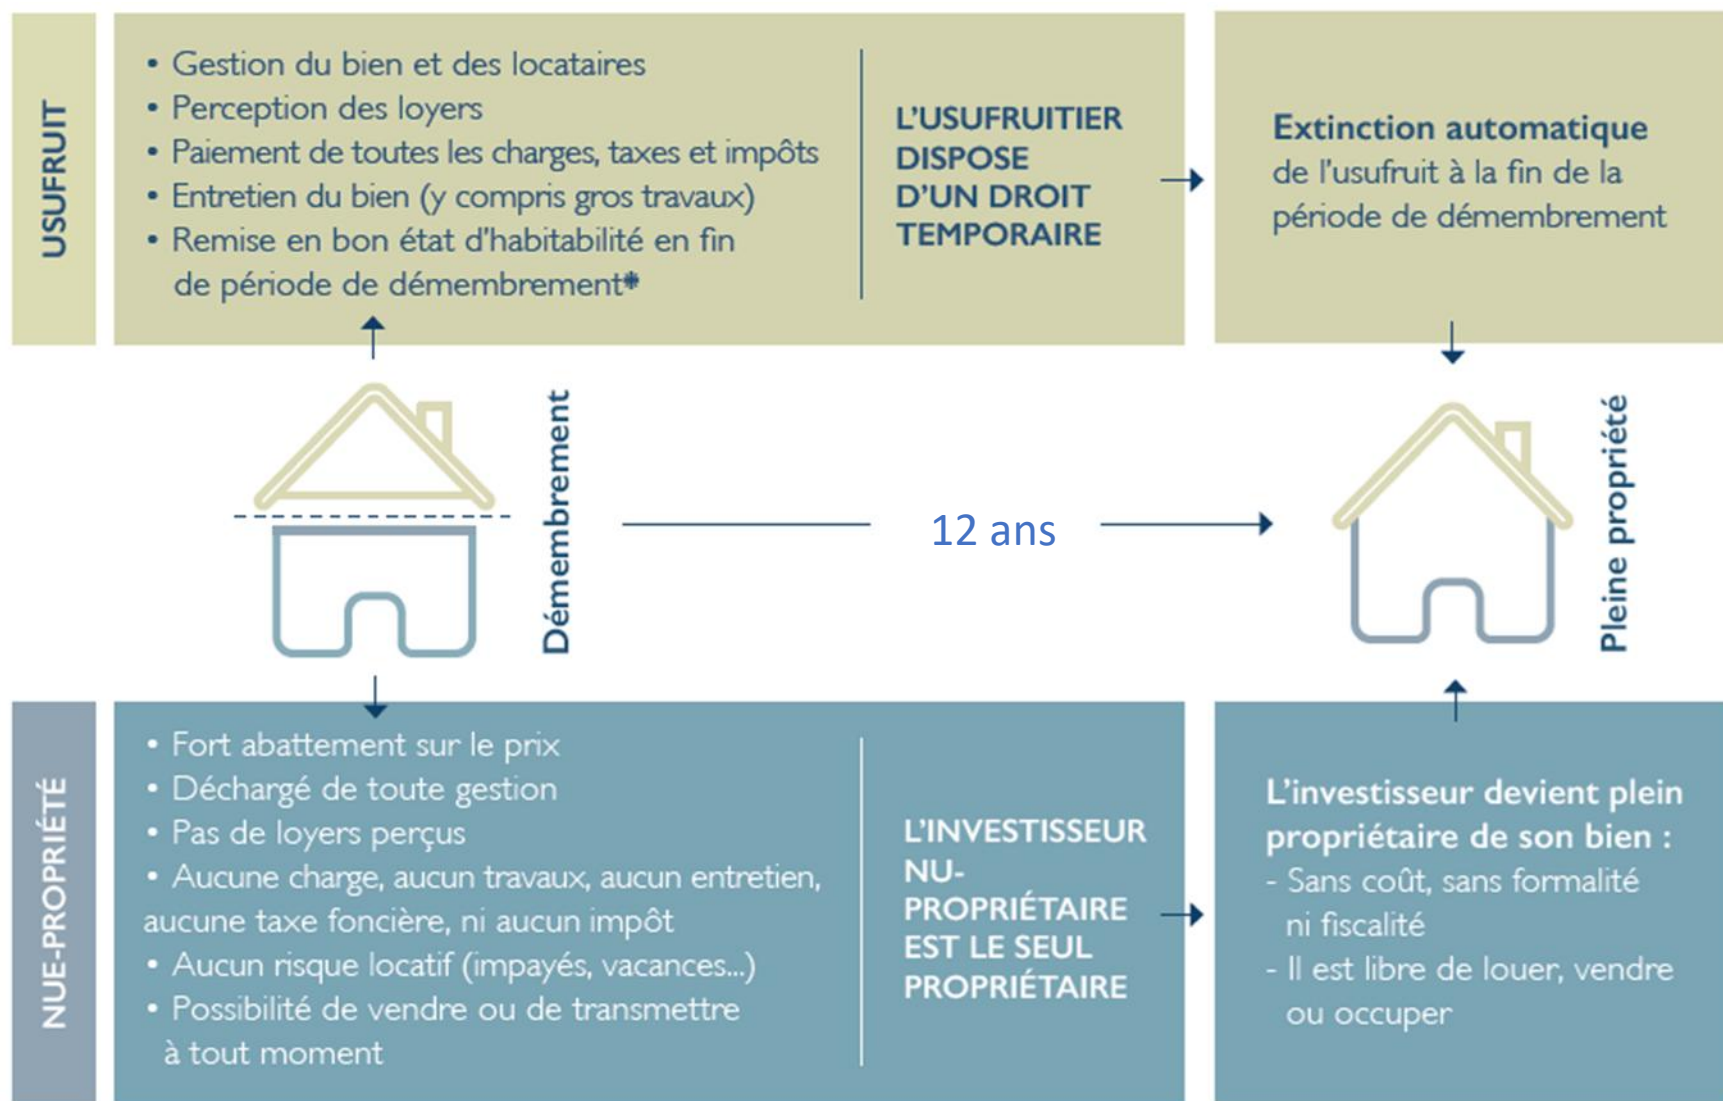 USUFRUIT
• Gestion du bien et des locataires
• Perception des loyers
• Paiement de toutes les charges, taxes et impôts
• Entretien du bien (y compris gros travaux)
• Remise en bon état d'habitabilité en fin
de période de démembrement*
L'USUFRUITIER
DISPOSE
D'UN DROIT
TEMPORAIRE
Extinction automatique
de l'usufruit à la fin de la
période de démembrement
Démembrement
12 ans
Pleine propriété
NUE-PROPRIÉTÉ
• Fort abattement sur le prix
• Déchargé de toute gestion
• Pas de loyers perçus
• Aucune charge, aucun travaux, aucun entretien,
aucune taxe foncière, ni aucun impôt
• Aucun risque locatif (impayés, vacances...)
• Possibilité de vendre ou de transmettre
à tout moment
L'INVESTISSEUR
NU-
PROPRIÉTAIRE
EST LE SEUL
PROPRIÉTAIRE
L'investisseur devient plein
propriétaire de son bien :
- Sans coût, sans formalité
ni fiscalité
- Il est libre de louer, vendre
ou occuper